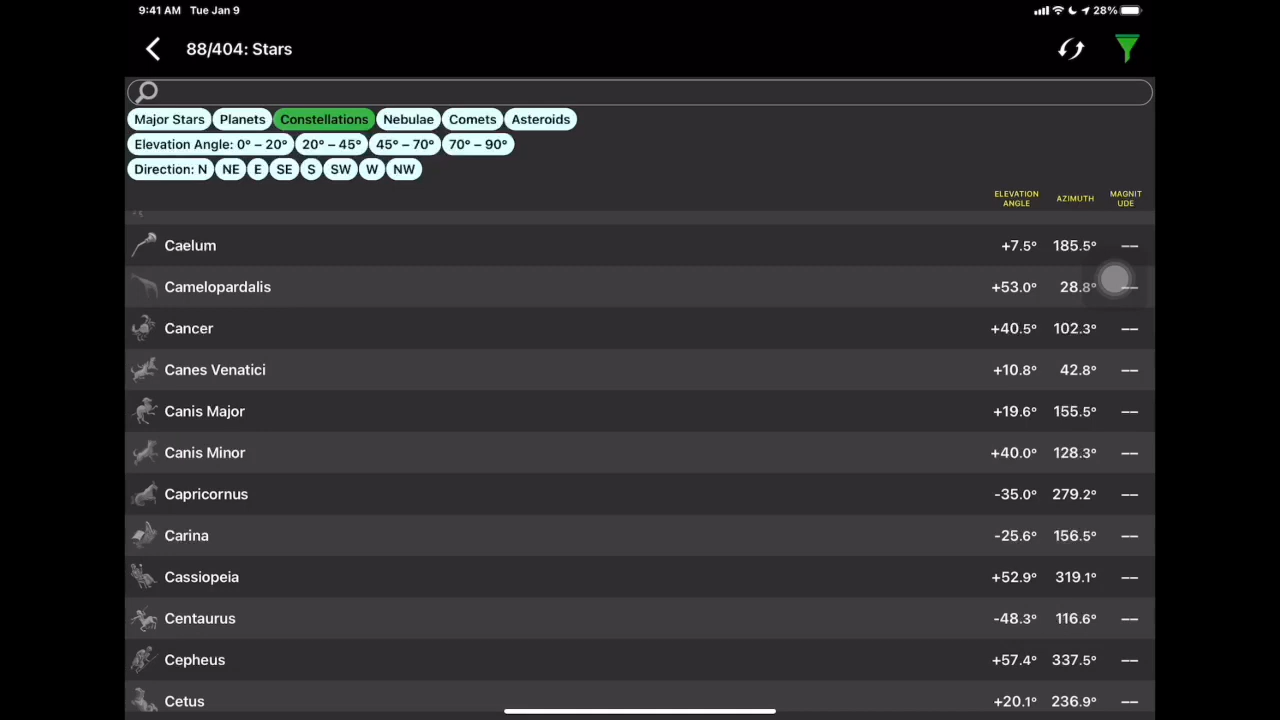 9:41 AM Tue Jan 9 28%
88/404: Stars
Major Stars Planets Constellations Nebulae Comets Asteroids
Elevation Angle: 0° – 20° 20° – 45° 45° – 70° 70° – 90°
Direction: N NE E SE S SW W NW
ELEVATION ANGLE AZIMUTH MAGNITUDE
Caelum +7.5° 185.5° ––
Camelopardalis +53.0° 28.8° ––
Cancer +40.5° 102.3° ––
Canes Venatici +10.8° 42.8° ––
Canis Major +19.6° 155.5° ––
Canis Minor +40.0° 128.3° ––
Capricornus -35.0° 279.2° ––
Carina -25.6° 156.5° ––
Cassiopeia +52.9° 319.1° ––
Centaurus -48.3° 116.6° ––
Cepheus +57.4° 337.5° ––
Cetus +20.1° 236.9° ––